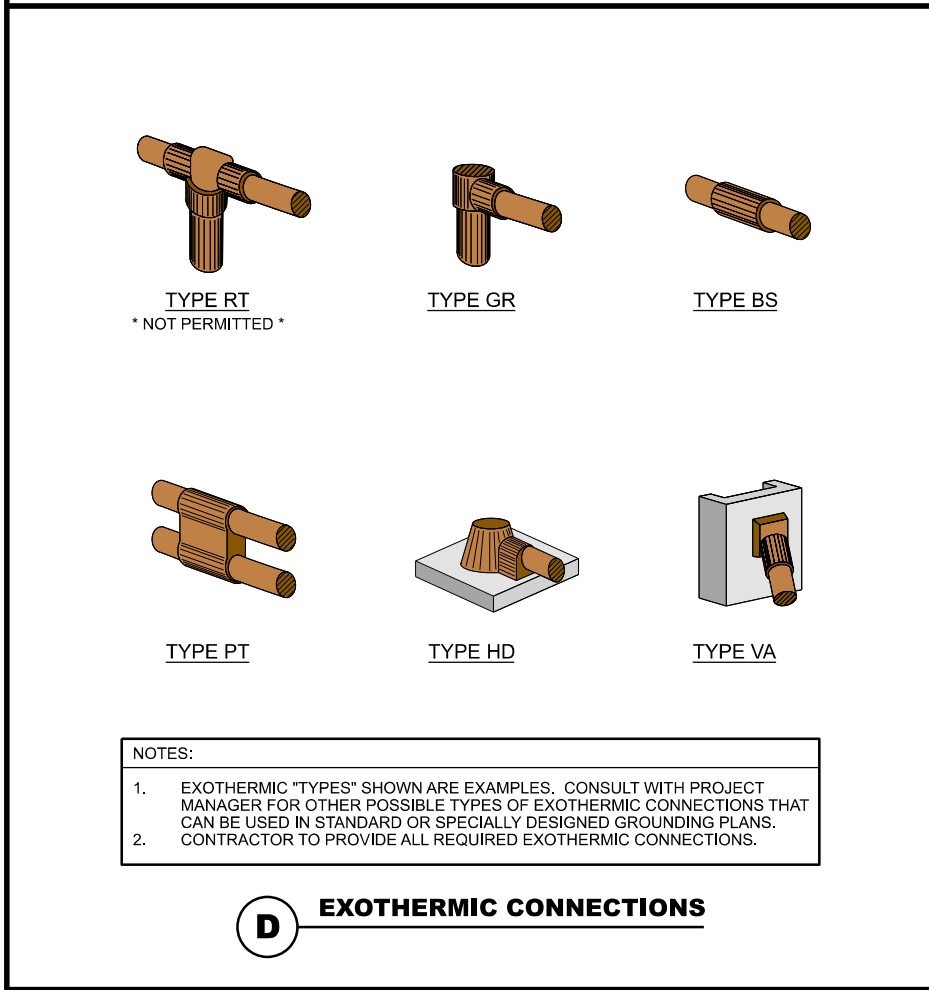 TYPE RT
* NOT PERMITTED *
TYPE GR
TYPE BS
TYPE PT
TYPE HD
TYPE VA
NOTES:
1. EXOTHERMIC "TYPES" SHOWN ARE EXAMPLES. CONSULT WITH PROJECT
MANAGER FOR OTHER POSSIBLE TYPES OF EXOTHERMIC CONNECTIONS THAT
CAN BE USED IN STANDARD OR SPECIALLY DESIGNED GROUNDING PLANS.
2. CONTRACTOR TO PROVIDE ALL REQUIRED EXOTHERMIC CONNECTIONS.
D EXOTHERMIC CONNECTIONS